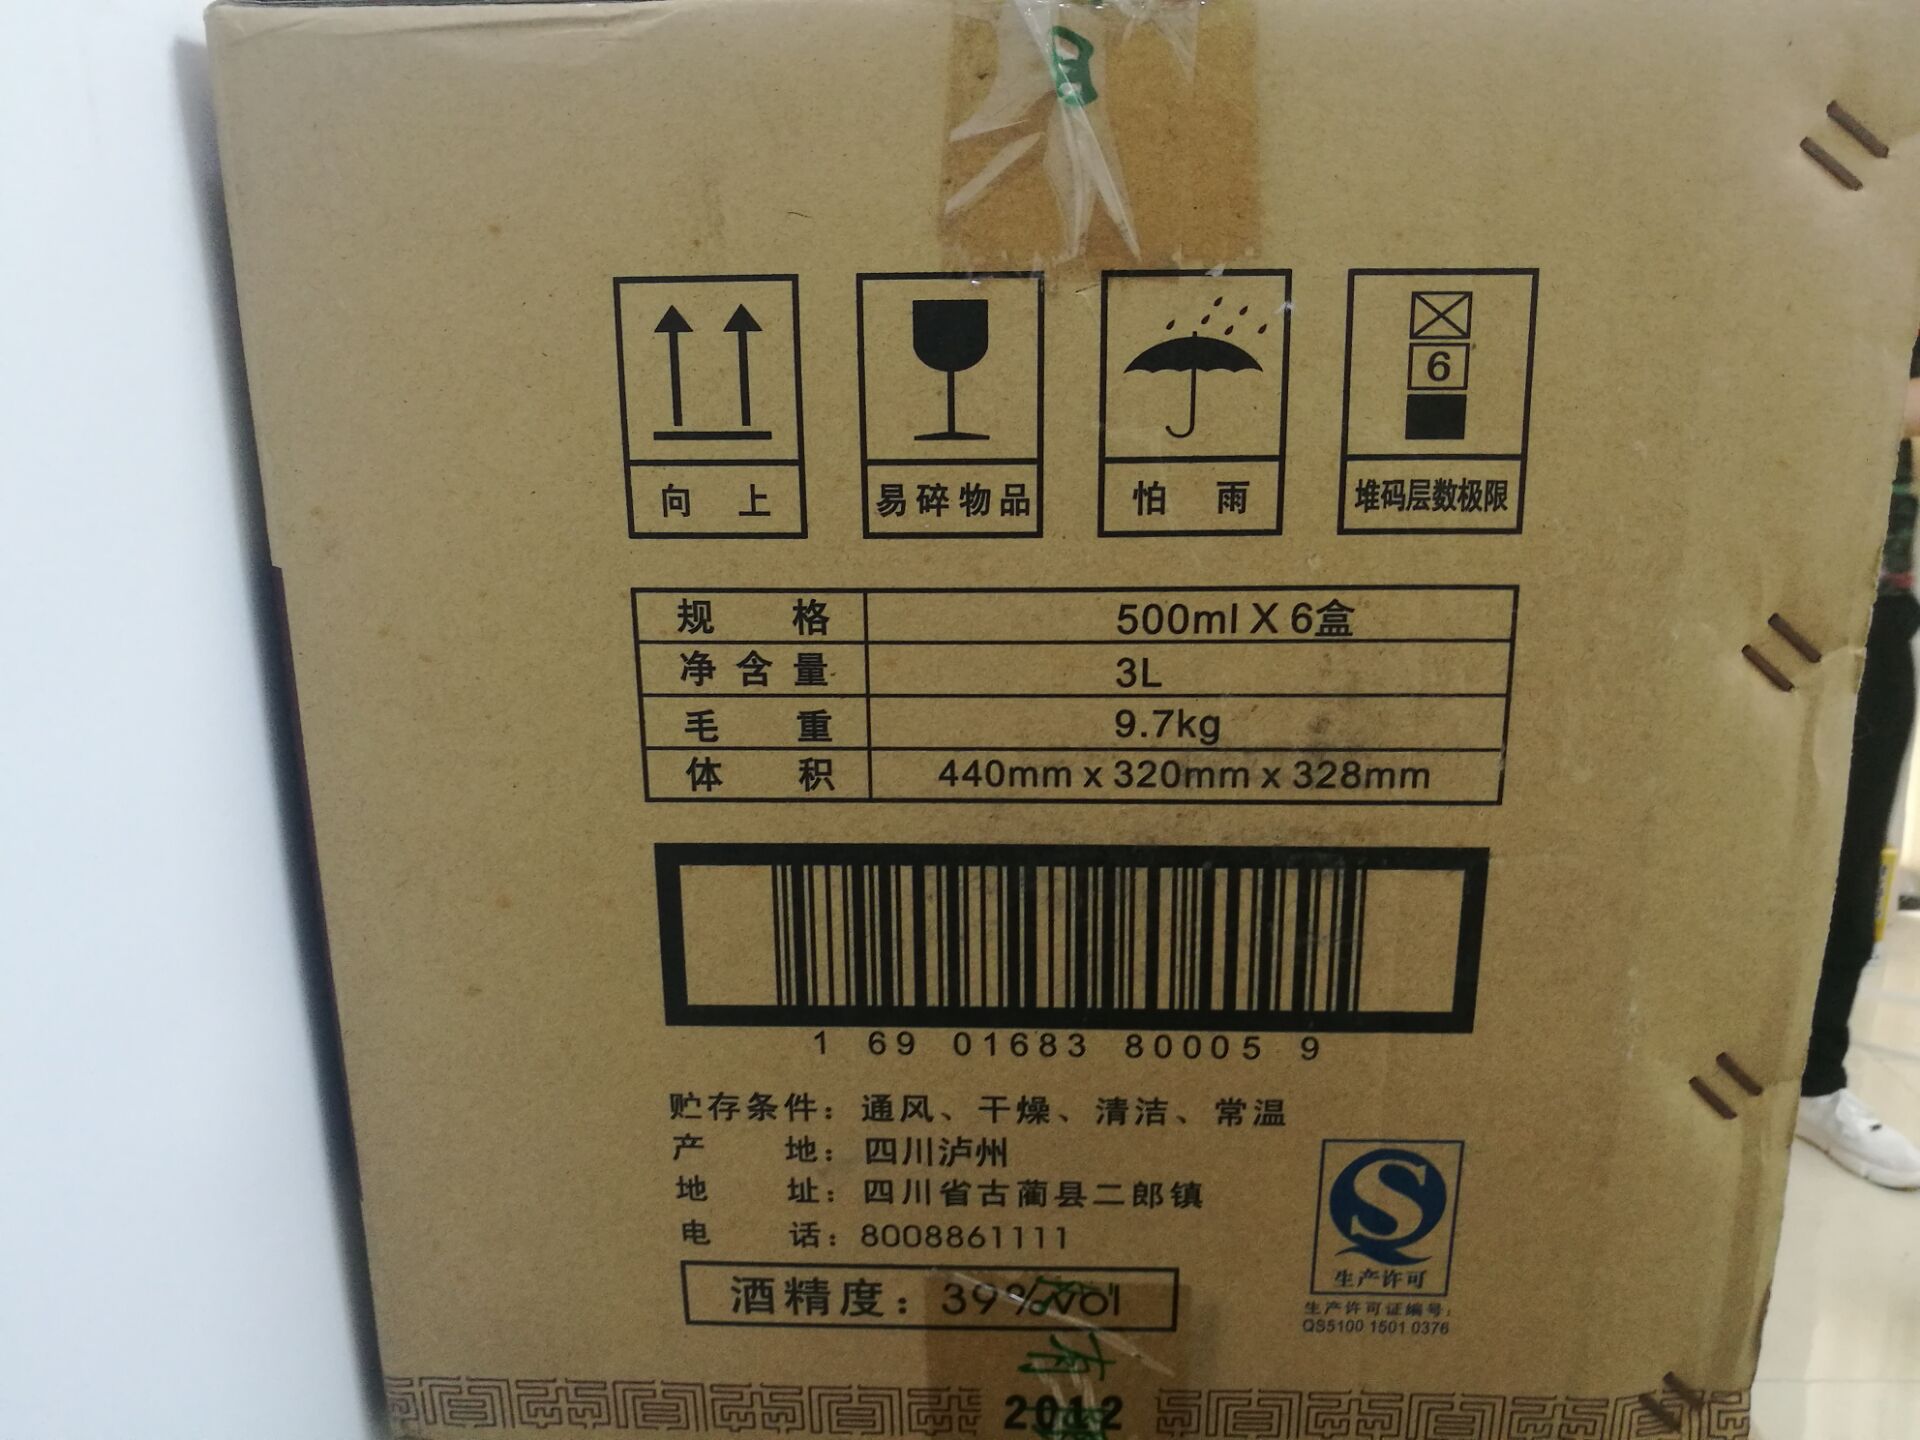 6
向 上
易碎物品
怕 雨
堆码层数极限
规 格 500ml X 6盒
净含量 3L
毛 重 9.7kg
体 积 440mm x 320mm x 328mm
1 69 01683 80005 9
贮存条件：通风、干燥、清洁、常温
产 地：四川泸州
地 址：四川省古蔺县二郎镇
电 话：8008861111
酒精度：39%vol
生产许可
生产许可证编号：
QS5100 1501 0376
2012